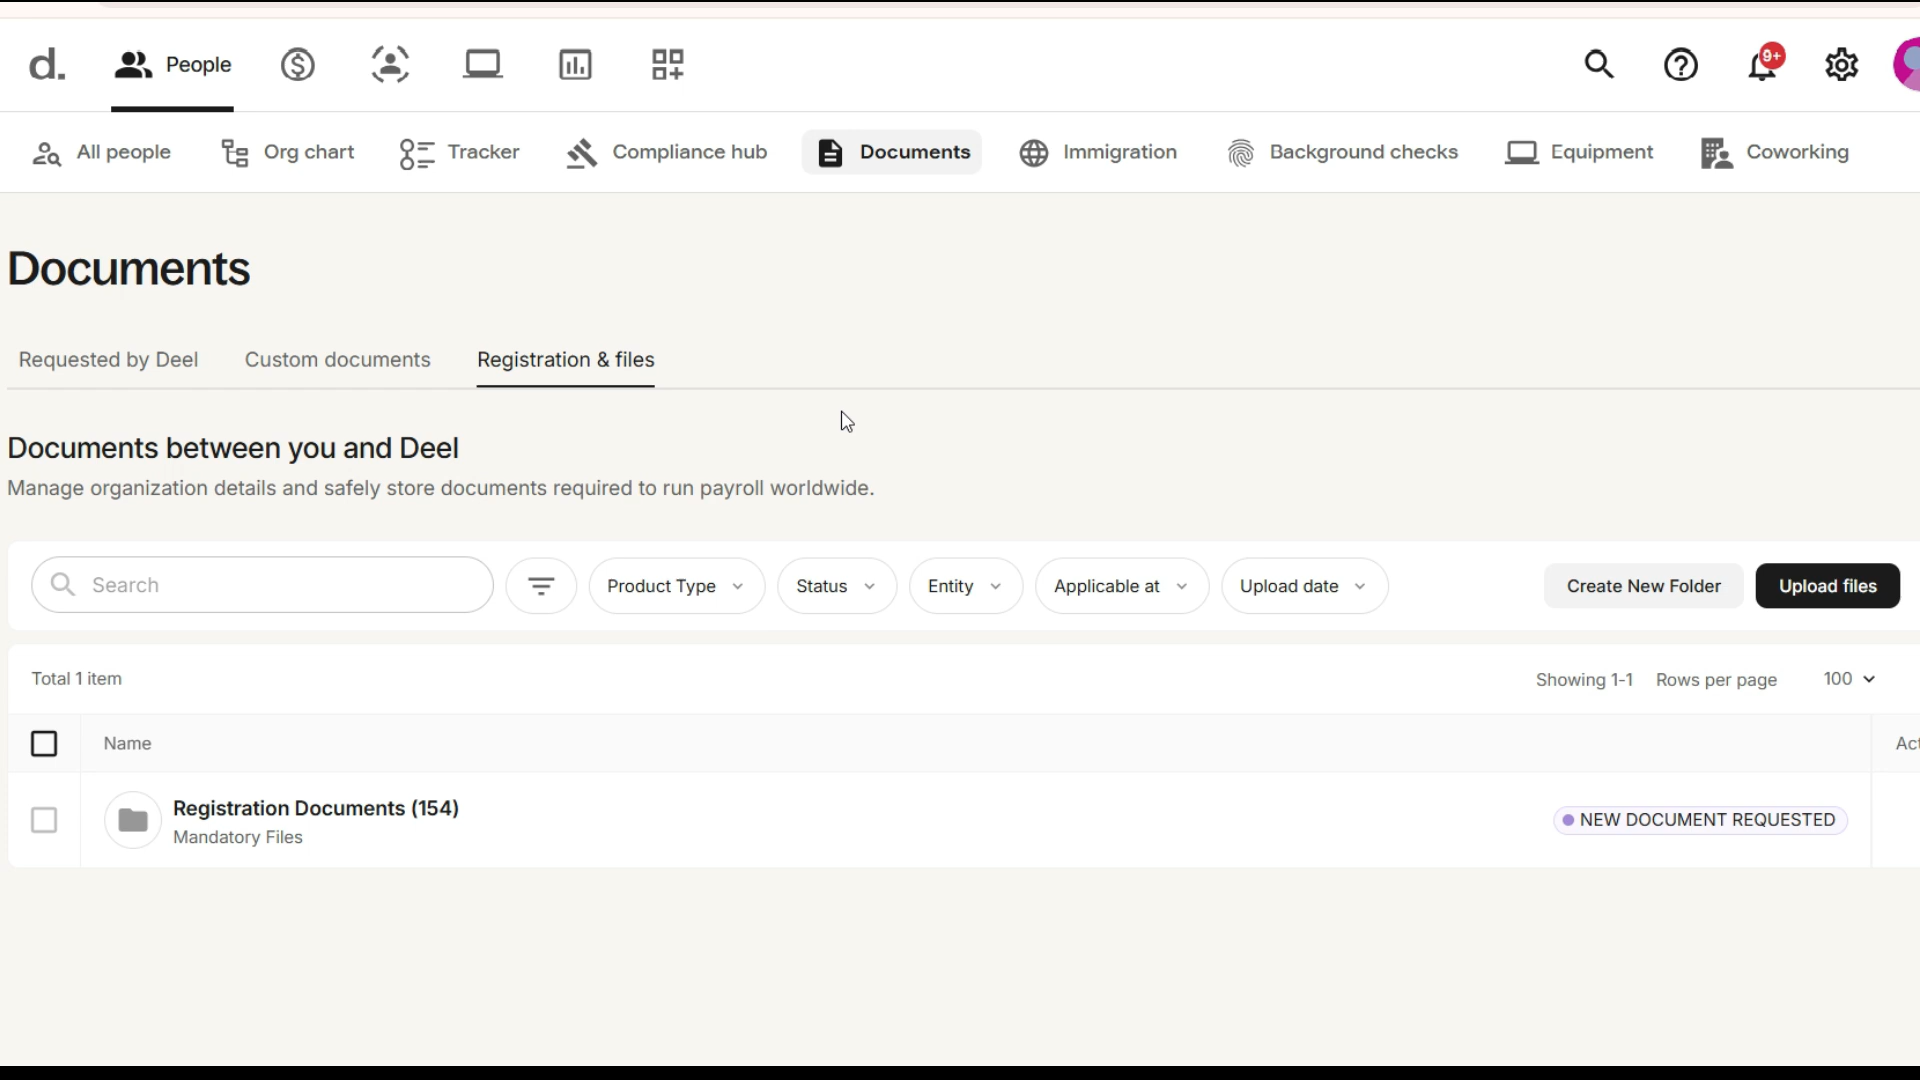 d. People 9+
All people Org chart Tracker Compliance hub Documents Immigration Background checks Equipment Coworking
Documents
Requested by Deel Custom documents Registration & files
Documents between you and Deel
Manage organization details and safely store documents required to run payroll worldwide.
Search Product Type Status Entity Applicable at Upload date Create New Folder Upload files
Total 1 item Showing 1-1 Rows per page 100
Name Act
Registration Documents (154)
Mandatory Files
NEW DOCUMENT REQUESTED